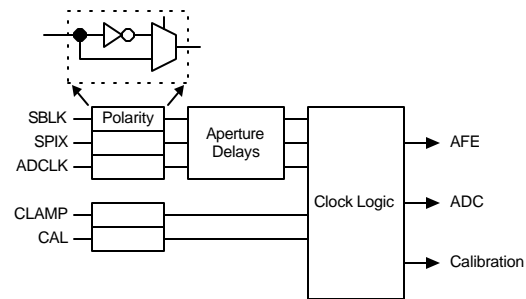 SBLK
Polarity
SPIX
ADCLK
Aperture
Delays
CLAMP
CAL
Clock Logic
AFE
ADC
Calibration